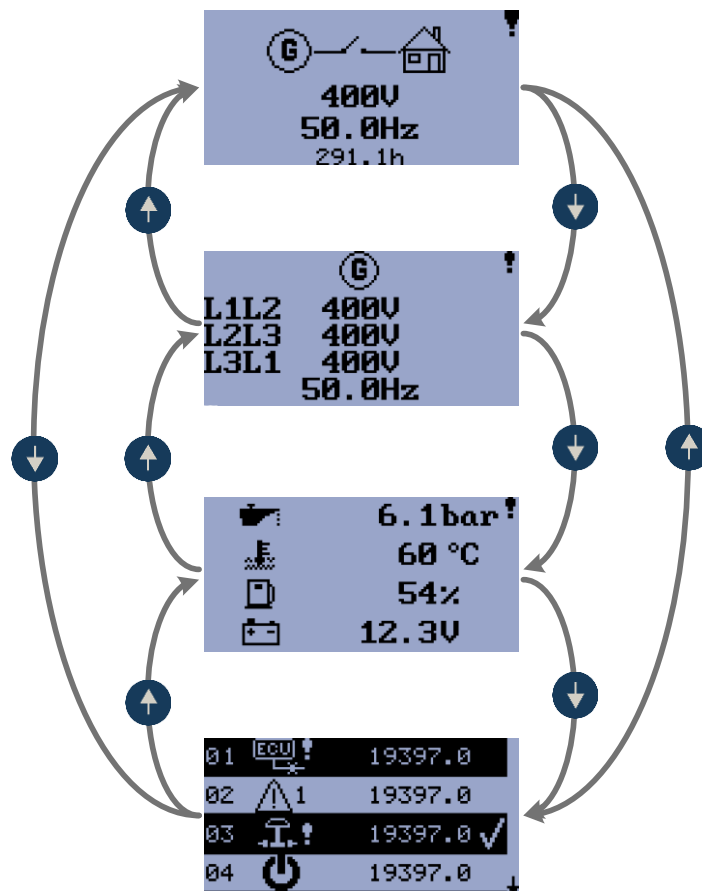 G
400V
50.0Hz
291.1h
G
L1L2 400V
L2L3 400V
L3L1 400V
50.0Hz
6.1bar
60 °C
54%
12.3V
01 ECU ! 19397.0
02 1 19397.0
03 ! 19397.0
04 19397.0